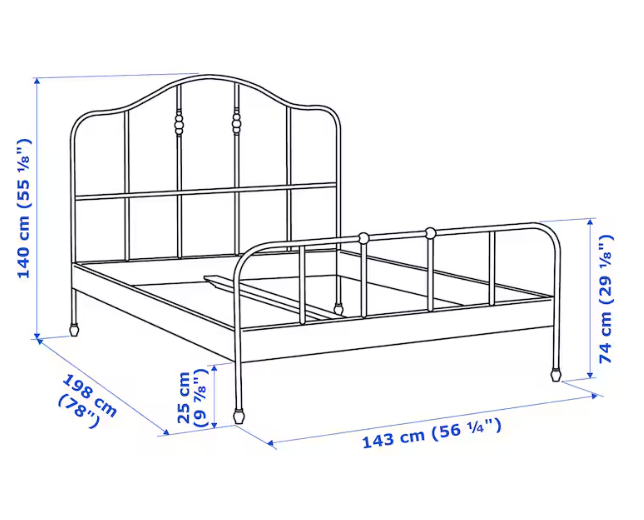 140 cm (55 ⅛")
198 cm
(78")
25 cm
(9 ⅞")
143 cm (56 ¼")
74 cm (29 ⅛")